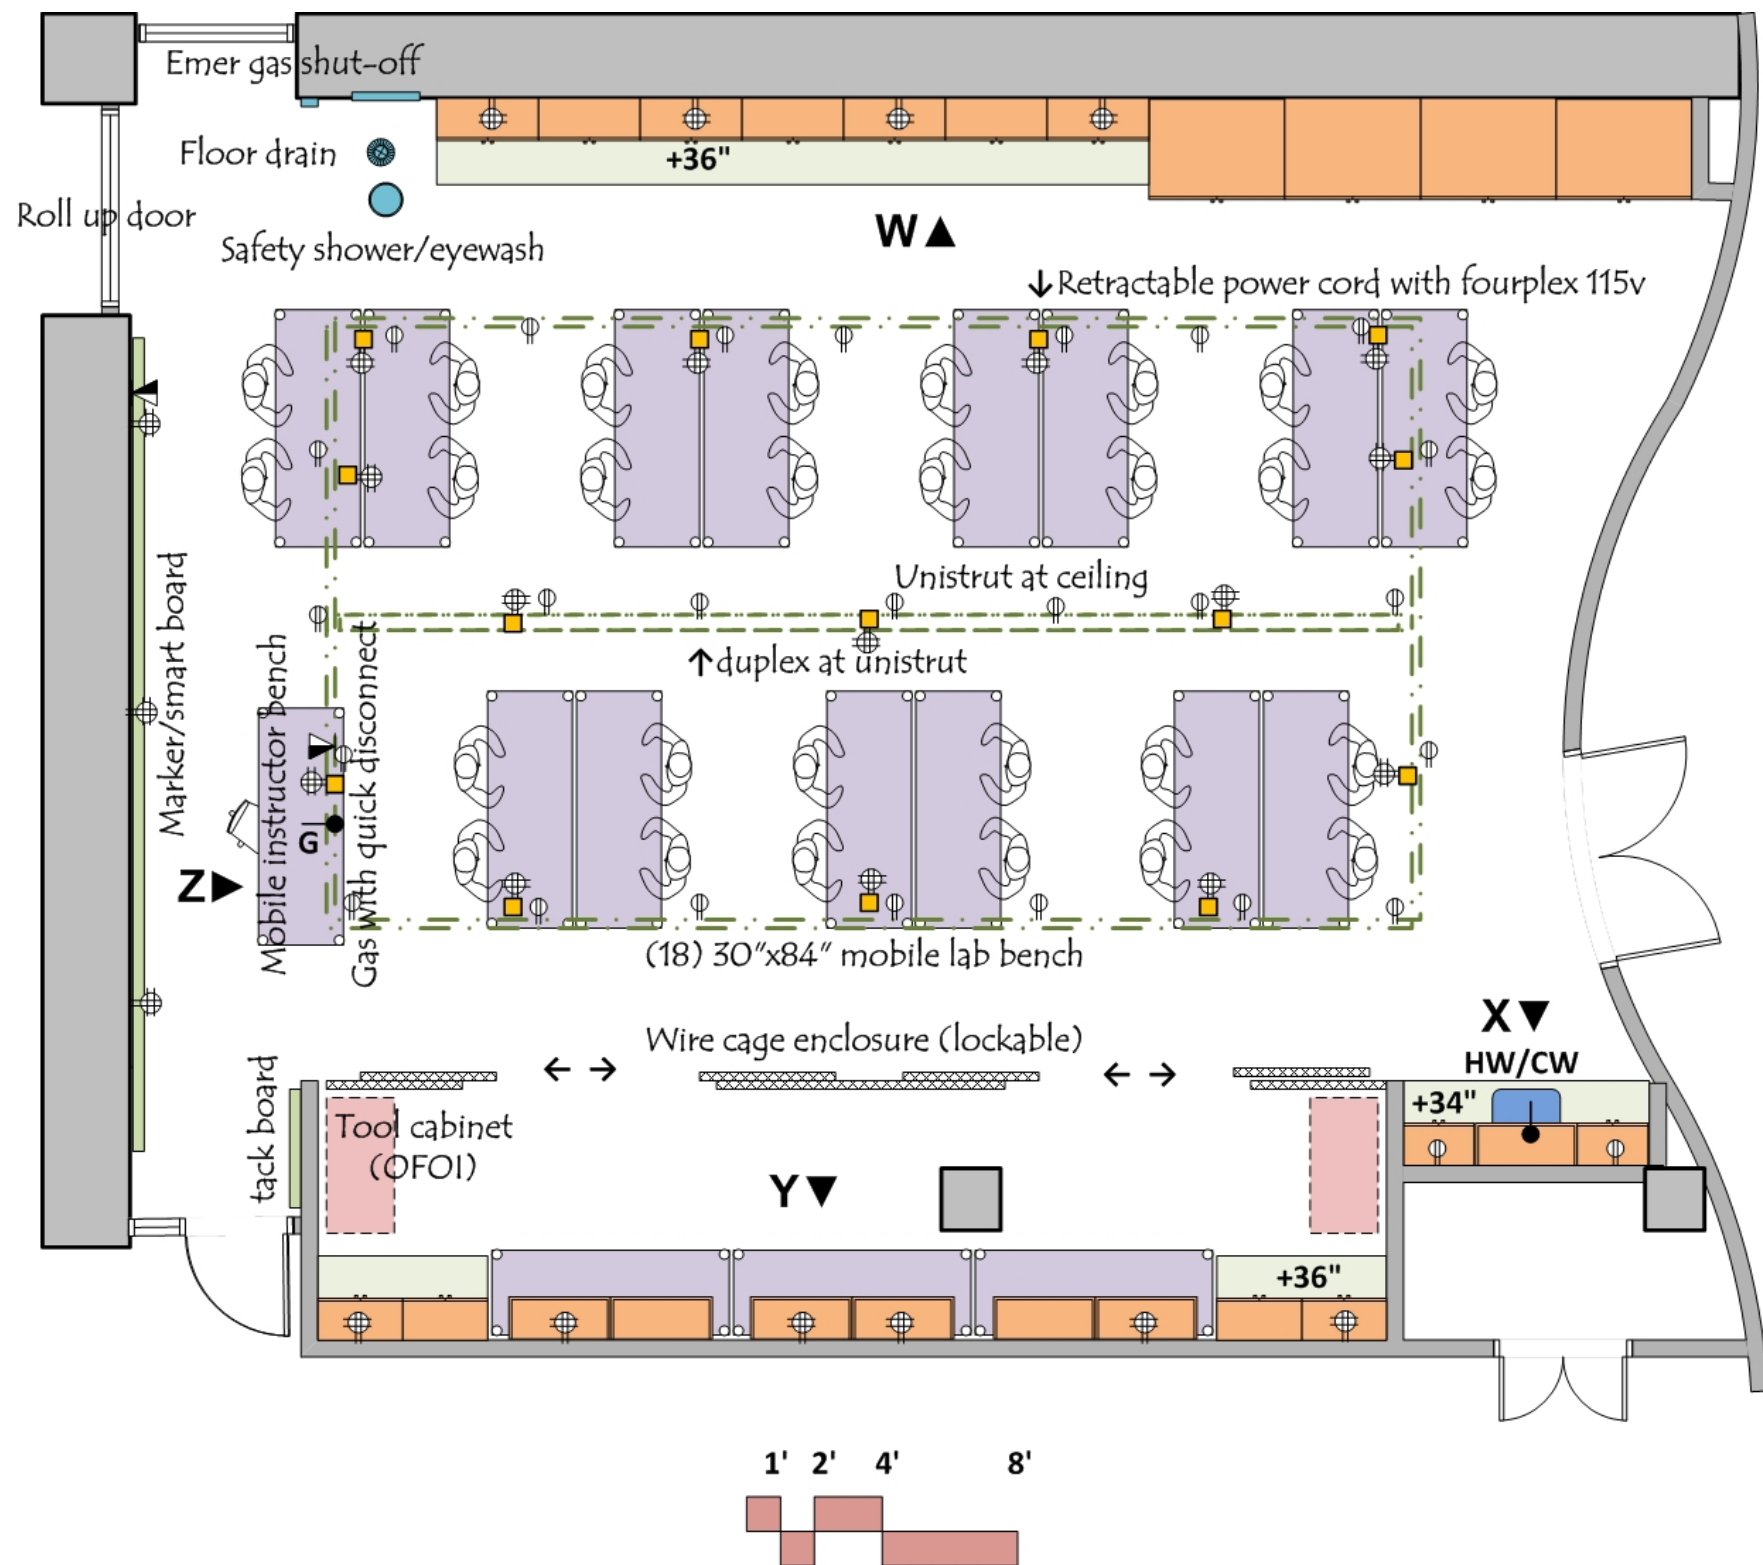 Emer gas shut-off
Floor drain
+36"
Roll up door
Safety shower/eyewash
W▲
↓Retractable power cord with fourplex 115v
Marker/smart board
Unistrut at ceiling
↑duplex at unistrut
Mobile instructor bench
Gas with quick disconnect
G
Z►
(18) 30"x84" mobile lab bench
X▼
HW/CW
Wire cage enclosure (lockable)
← →
← →
tack board
Tool cabinet
(OFOI)
+34"
Y▼
+36"
1' 2' 4' 8'